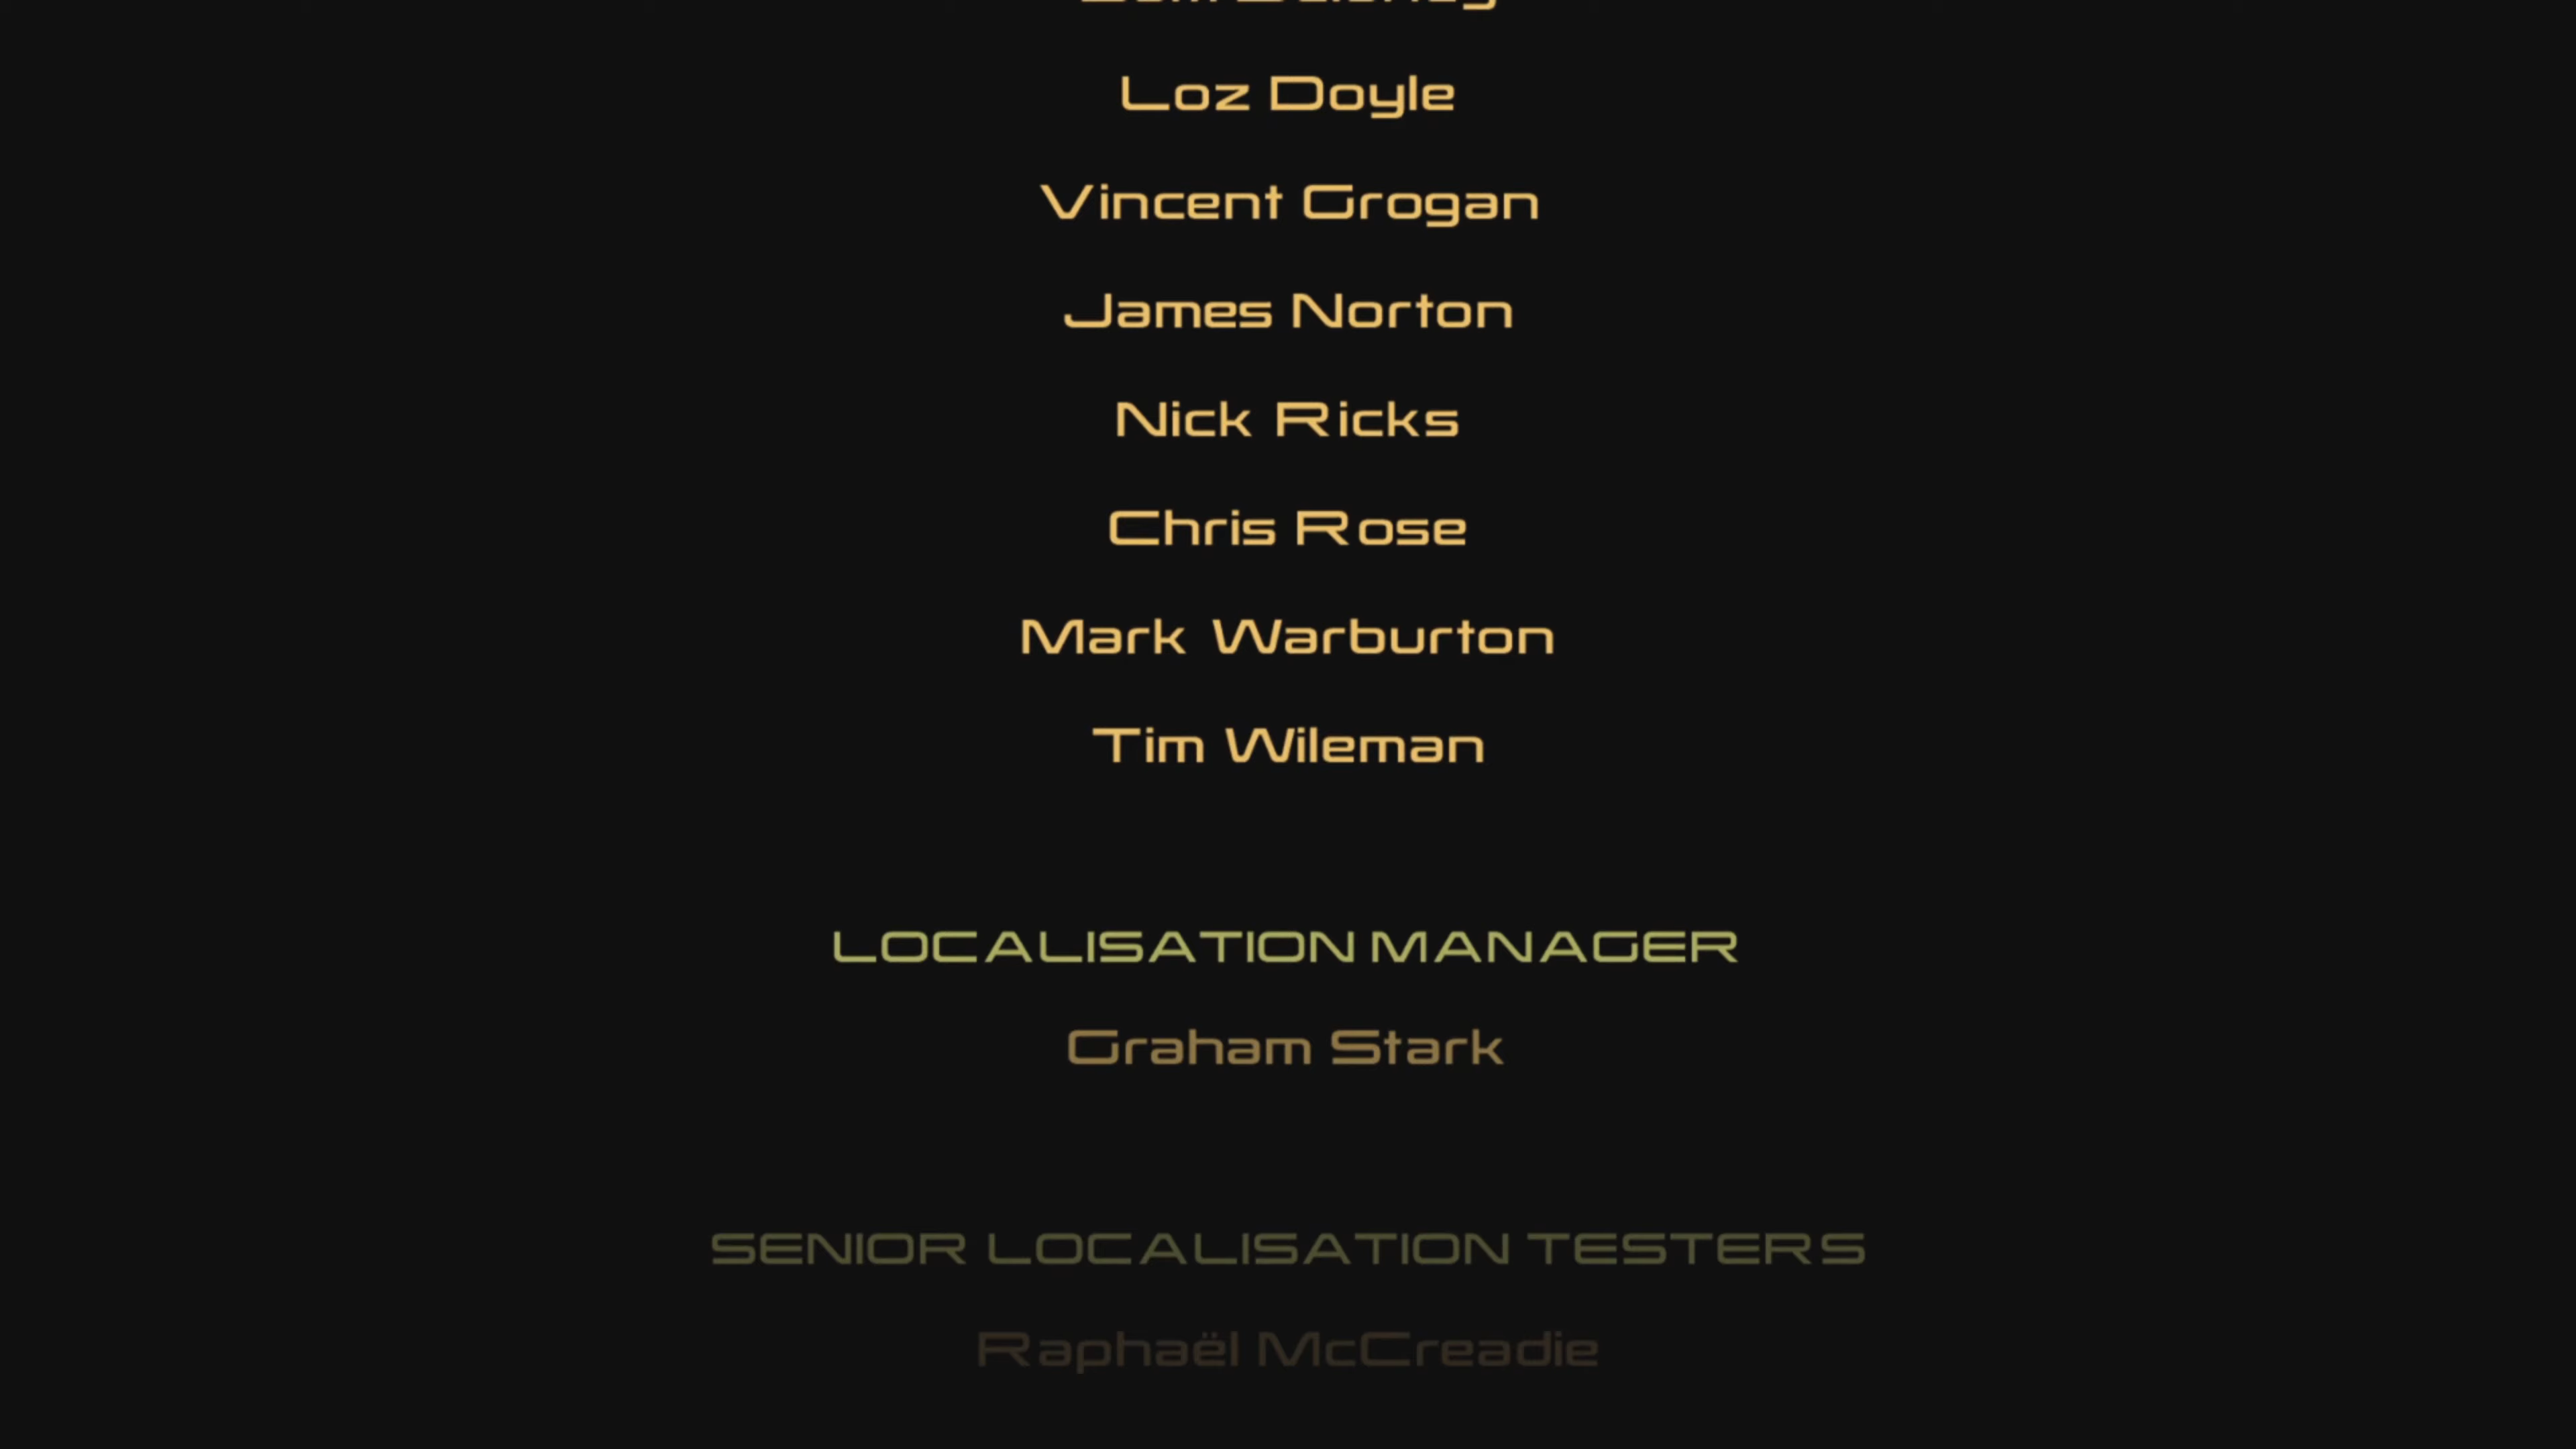 Loz Doyle
Vincent Grogan
James Norton
Nick Ricks
Chris Rose
Mark Warburton
Tim Wileman
LOCALISATION MANAGER
Graham Stark
SENIOR LOCALISATION TESTERS
Raphaël McCreadie